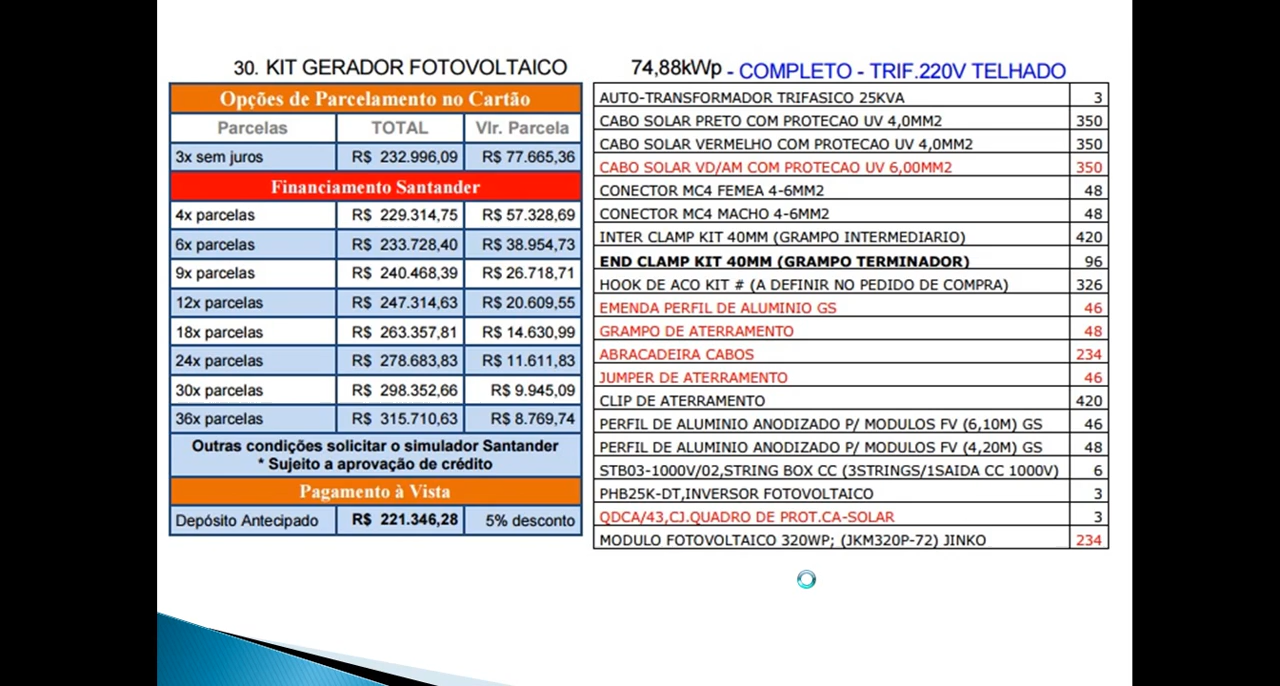 30. KIT GERADOR FOTOVOLTAICO 74,88kWp - COMPLETO - TRIF.220V TELHADO
Opções de Parcelamento no Cartão
Parcelas TOTAL Vlr. Parcela
3x sem juros R$ 232.996,09 R$ 77.665,36
Financiamento Santander
4x parcelas R$ 229.314,75 R$ 57.328,69
6x parcelas R$ 233.728,40 R$ 38.954,73
9x parcelas R$ 240.468,39 R$ 26.718,71
12x parcelas R$ 247.314,63 R$ 20.609,55
18x parcelas R$ 263.357,81 R$ 14.630,99
24x parcelas R$ 278.683,83 R$ 11.611,83
30x parcelas R$ 298.352,66 R$ 9.945,09
36x parcelas R$ 315.710,63 R$ 8.769,74
Outras condições solicitar o simulador Santander
* Sujeito a aprovação de crédito
Pagamento à Vista
Depósito Antecipado R$ 221.346,28 5% desconto
AUTO-TRANSFORMADOR TRIFASICO 25KVA 3
CABO SOLAR PRETO COM PROTECAO UV 4,0MM2 350
CABO SOLAR VERMELHO COM PROTECAO UV 4,0MM2 350
CABO SOLAR VD/AM COM PROTECAO UV 6,00MM2 350
CONECTOR MC4 FEMEA 4-6MM2 48
CONECTOR MC4 MACHO 4-6MM2 48
INTER CLAMP KIT 40MM (GRAMPO INTERMEDIARIO) 420
END CLAMP KIT 40MM (GRAMPO TERMINADOR) 96
HOOK DE ACO KIT # (A DEFINIR NO PEDIDO DE COMPRA) 326
EMENDA PERFIL DE ALUMINIO GS 46
GRAMPO DE ATERRAMENTO 48
ABRACADEIRA CABOS 234
JUMPER DE ATERRAMENTO 46
CLIP DE ATERRAMENTO 420
PERFIL DE ALUMINIO ANODIZADO P/ MODULOS FV (6,10M) GS 46
PERFIL DE ALUMINIO ANODIZADO P/ MODULOS FV (4,20M) GS 48
STB03-1000V/02,STRING BOX CC (3STRINGS/1SAIDA CC 1000V) 6
PHB25K-DT,INVERSOR FOTOVOLTAICO 3
QDCA/43,CJ.QUADRO DE PROT.CA-SOLAR 3
MODULO FOTOVOLTAICO 320WP; (JKM320P-72) JINKO 234